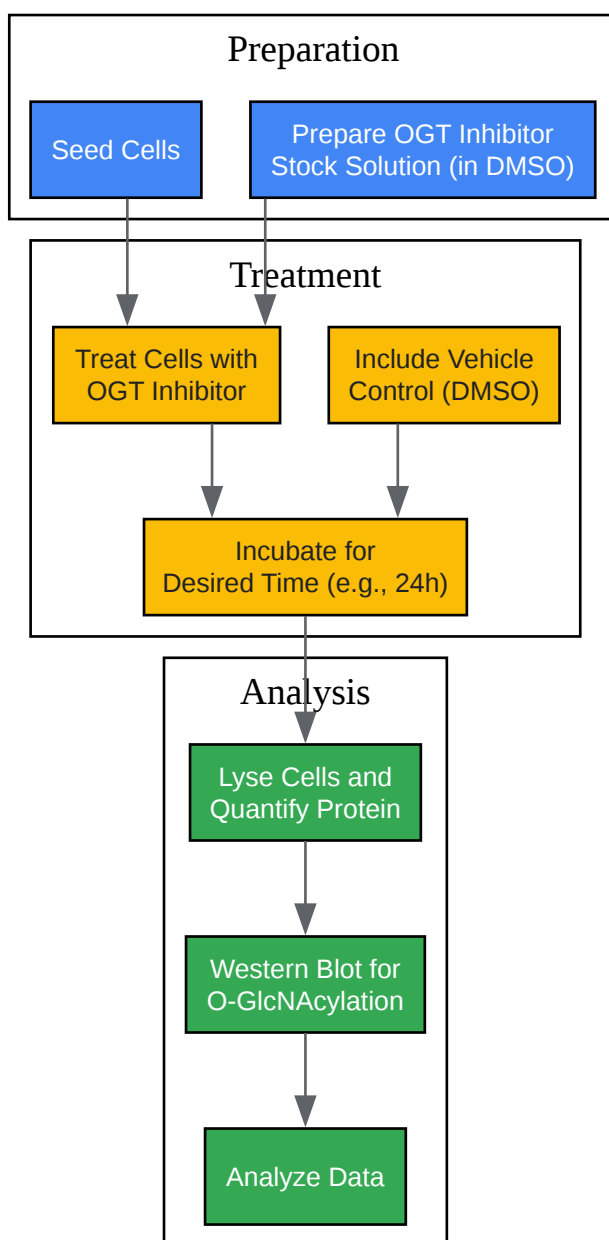 Preparation
Seed Cells
Prepare OGT Inhibitor
Stock Solution (in DMSO)
Treatment
Treat Cells with
OGT Inhibitor
Include Vehicle
Control (DMSO)
Incubate for
Desired Time (e.g., 24h)
Analysis
Lyse Cells and
Quantify Protein
Western Blot for
O-GlcNAcylation
Analyze Data